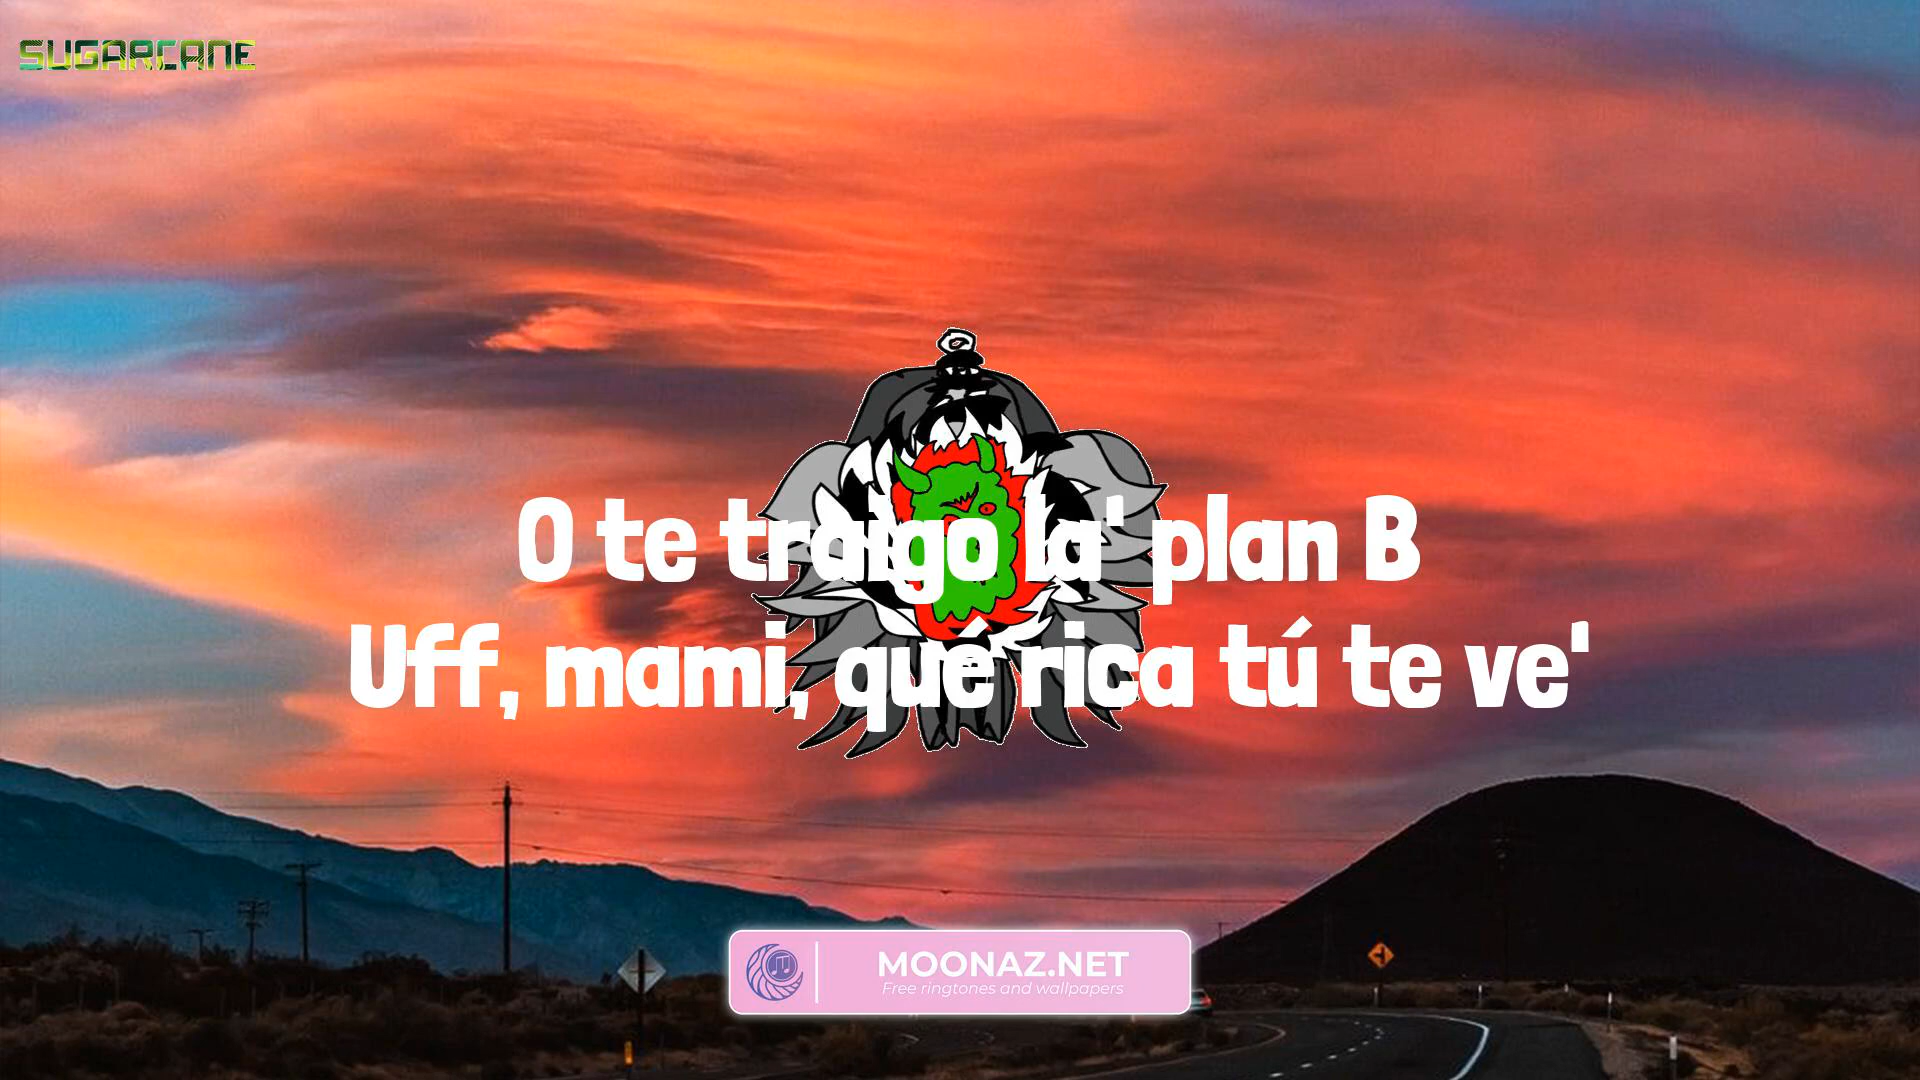 SUGARCANE
O te traigo la' plan B
Uff, mami, qué rica tú te ve'
MOONAZ.NET
Free ringtones and wallpapers